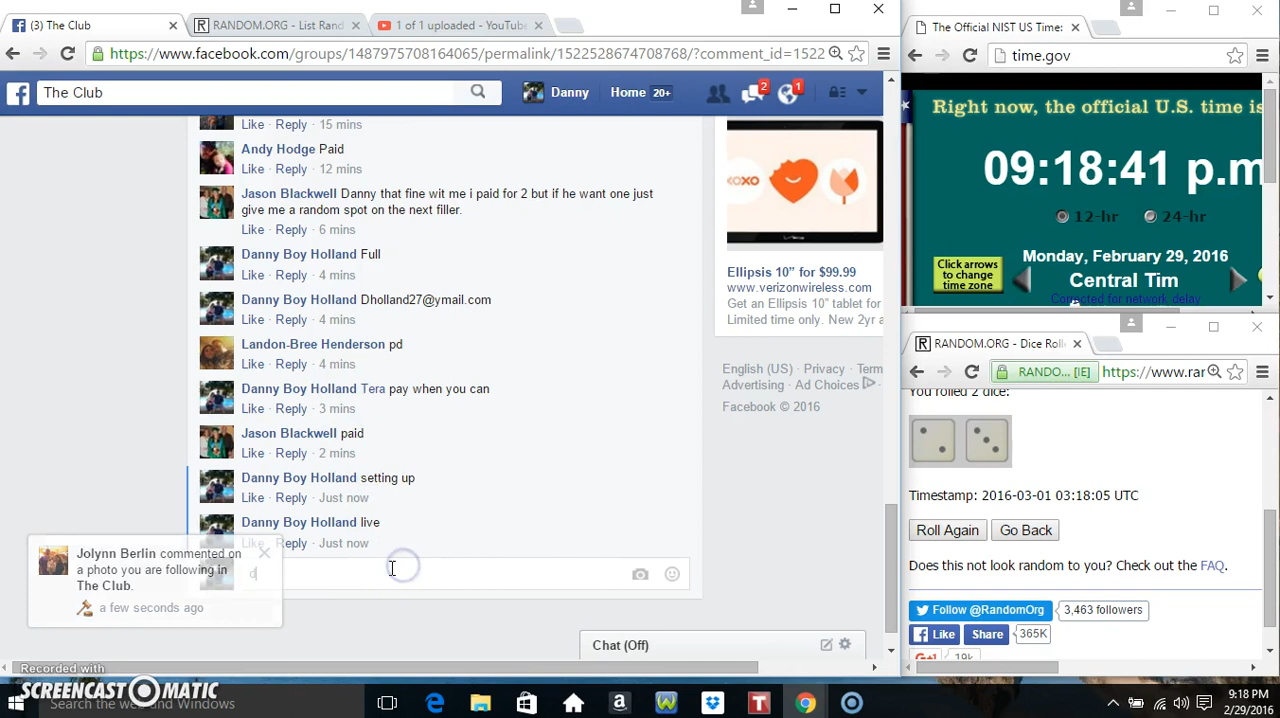 (3) The Club
RANDOM.ORG - List Rand
1 of 1 uploaded - YouTube
https://www.facebook.com/groups/1487975708164065/permalink/1522528674708768/?comment_id=1522
The Club
Danny
Home 20+
2
1
Like · Reply · 15 mins
Andy Hodge Paid
Like · Reply · 12 mins
Jason Blackwell Danny that fine wit me i paid for 2 but if he want one just
give me a random spot on the next filler.
Like · Reply · 6 mins
Danny Boy Holland Full
Like · Reply · 4 mins
Danny Boy Holland Dholland27@ymail.com
Like · Reply · 4 mins
Landon-Bree Henderson pd
Like · Reply · 4 mins
Danny Boy Holland Tera pay when you can
Like · Reply · 3 mins
Jason Blackwell paid
Like · Reply · 2 mins
Danny Boy Holland setting up
Like · Reply · Just now
Danny Boy Holland live
Reply · Just now
d
Jolynn Berlin commented on
a photo you are following in
The Club.
a few seconds ago
XOXO
Ellipsis 10” for $99.99
www.verizonwireless.com
Get an Ellipsis 10” tablet for
Limited time only. New 2yr a
English (US) · Privacy · Term
Advertising · Ad Choices
Facebook © 2016
Chat (Off)
The Official NIST US Time:
time.gov
Right now, the official U.S. time is
09:18:41 p.m
12-hr 24-hr
Click arrows
to change
time zone
Monday, February 29, 2016
Central Tim
Corrected for network delay
RANDOM.ORG - Dice Rolle
RANDO... [IE] https://www.rar
You rolled 2 dice:
Timestamp: 2016-03-01 03:18:05 UTC
Roll Again Go Back
Does this not look random to you? Check out the FAQ.
Follow @RandomOrg 3,463 followers
Like Share 365K
G+1 19k
Recorded with
SCREENCAST-O-MATIC
Search the web and Windows
9:18 PM
2/29/2016